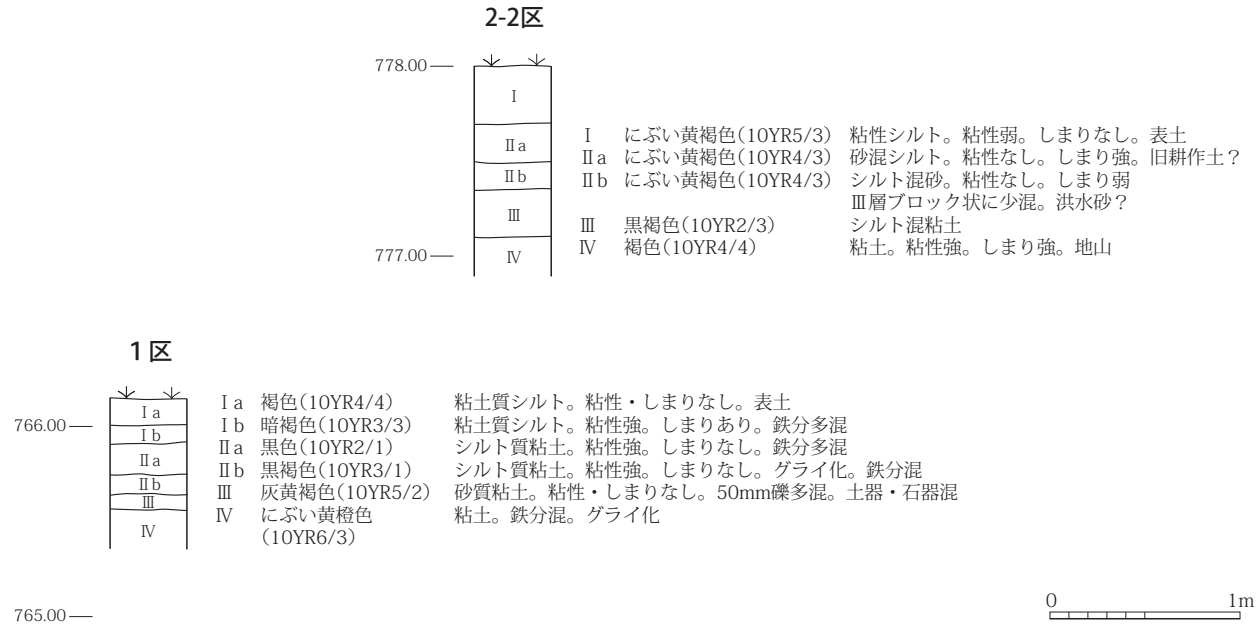 2-2区
778.00
Ⅰ
Ⅱa
Ⅱb
Ⅲ
777.00
Ⅳ
Ⅰ にぶい黄褐色(10YR5/3) 粘性シルト。粘性弱。しまりなし。表土
Ⅱa にぶい黄褐色(10YR4/3) 砂混シルト。粘性なし。しまり強。旧耕作土？
Ⅱb にぶい黄褐色(10YR4/3) シルト混砂。粘性なし。しまり弱
Ⅲ層ブロック状に少混。洪水砂？
Ⅲ 黒褐色(10YR2/3) シルト混粘土
Ⅳ 褐色(10YR4/4) 粘土。粘性強。しまり強。地山
1区
766.00
Ⅰa
Ⅰb
Ⅱa
Ⅱb
Ⅲ
Ⅳ
Ⅰa 褐色(10YR4/4) 粘土質シルト。粘性・しまりなし。表土
Ⅰb 暗褐色(10YR3/3) 粘土質シルト。粘性強。しまりあり。鉄分多混
Ⅱa 黒色(10YR2/1) シルト質粘土。粘性強。しまりなし。鉄分多混
Ⅱb 黒褐色(10YR3/1) シルト質粘土。粘性強。しまりなし。グライ化。鉄分混
Ⅲ 灰黄褐色(10YR5/2) 砂質粘土。粘性・しまりなし。50mm礫多混。土器・石器混
Ⅳ にぶい黄橙色 粘土。鉄分混。グライ化
(10YR6/3)
765.00
0 1m